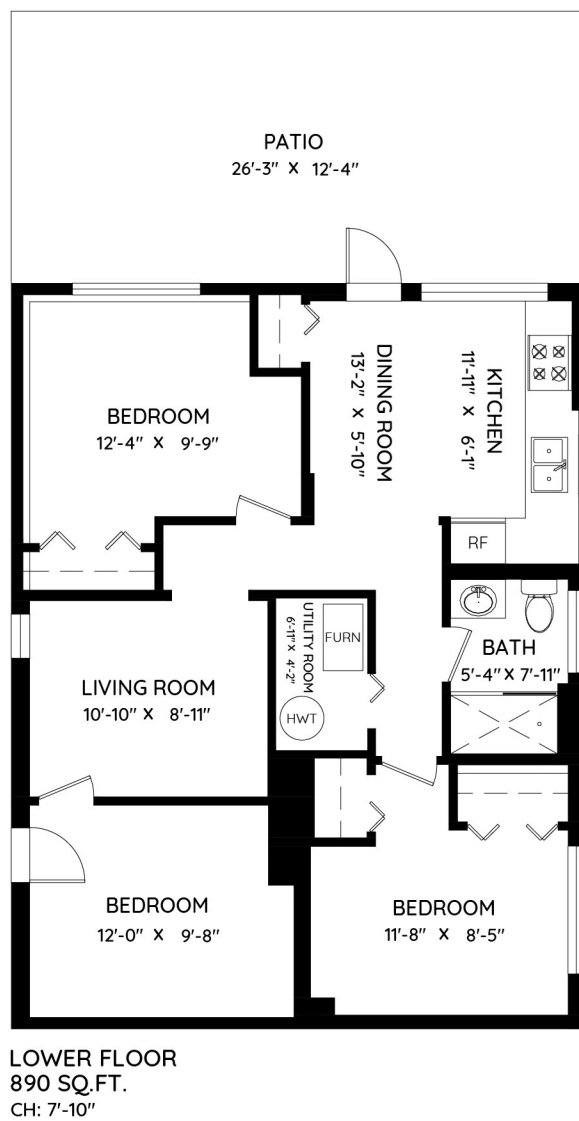 PATIO
26'-3" X 12'-4"
DINING ROOM
13'-2" X 5'-10"
KITCHEN
11'-11" X 6'-1"
BEDROOM
12'-4" X 9'-9"
RF
UTILITY ROOM
6'-11" X 4'-2"
FURN
HWT
BATH
5'-4" X 7'-11"
LIVING ROOM
10'-10" X 8'-11"
BEDROOM
12'-0" X 9'-8"
BEDROOM
11'-8" X 8'-5"
LOWER FLOOR
890 SQ.FT.
CH: 7'-10"